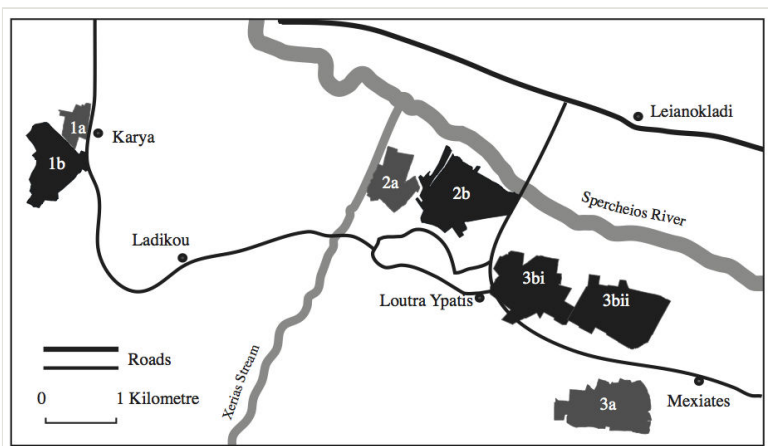 Leianokladi
1a
Karya
1b
2a
2b
Spercheios River
Ladikou
3bi
3bii
Loutra Ypatis
Roads
Xerias Stream
0 1 Kilometre
3a
Mexiates